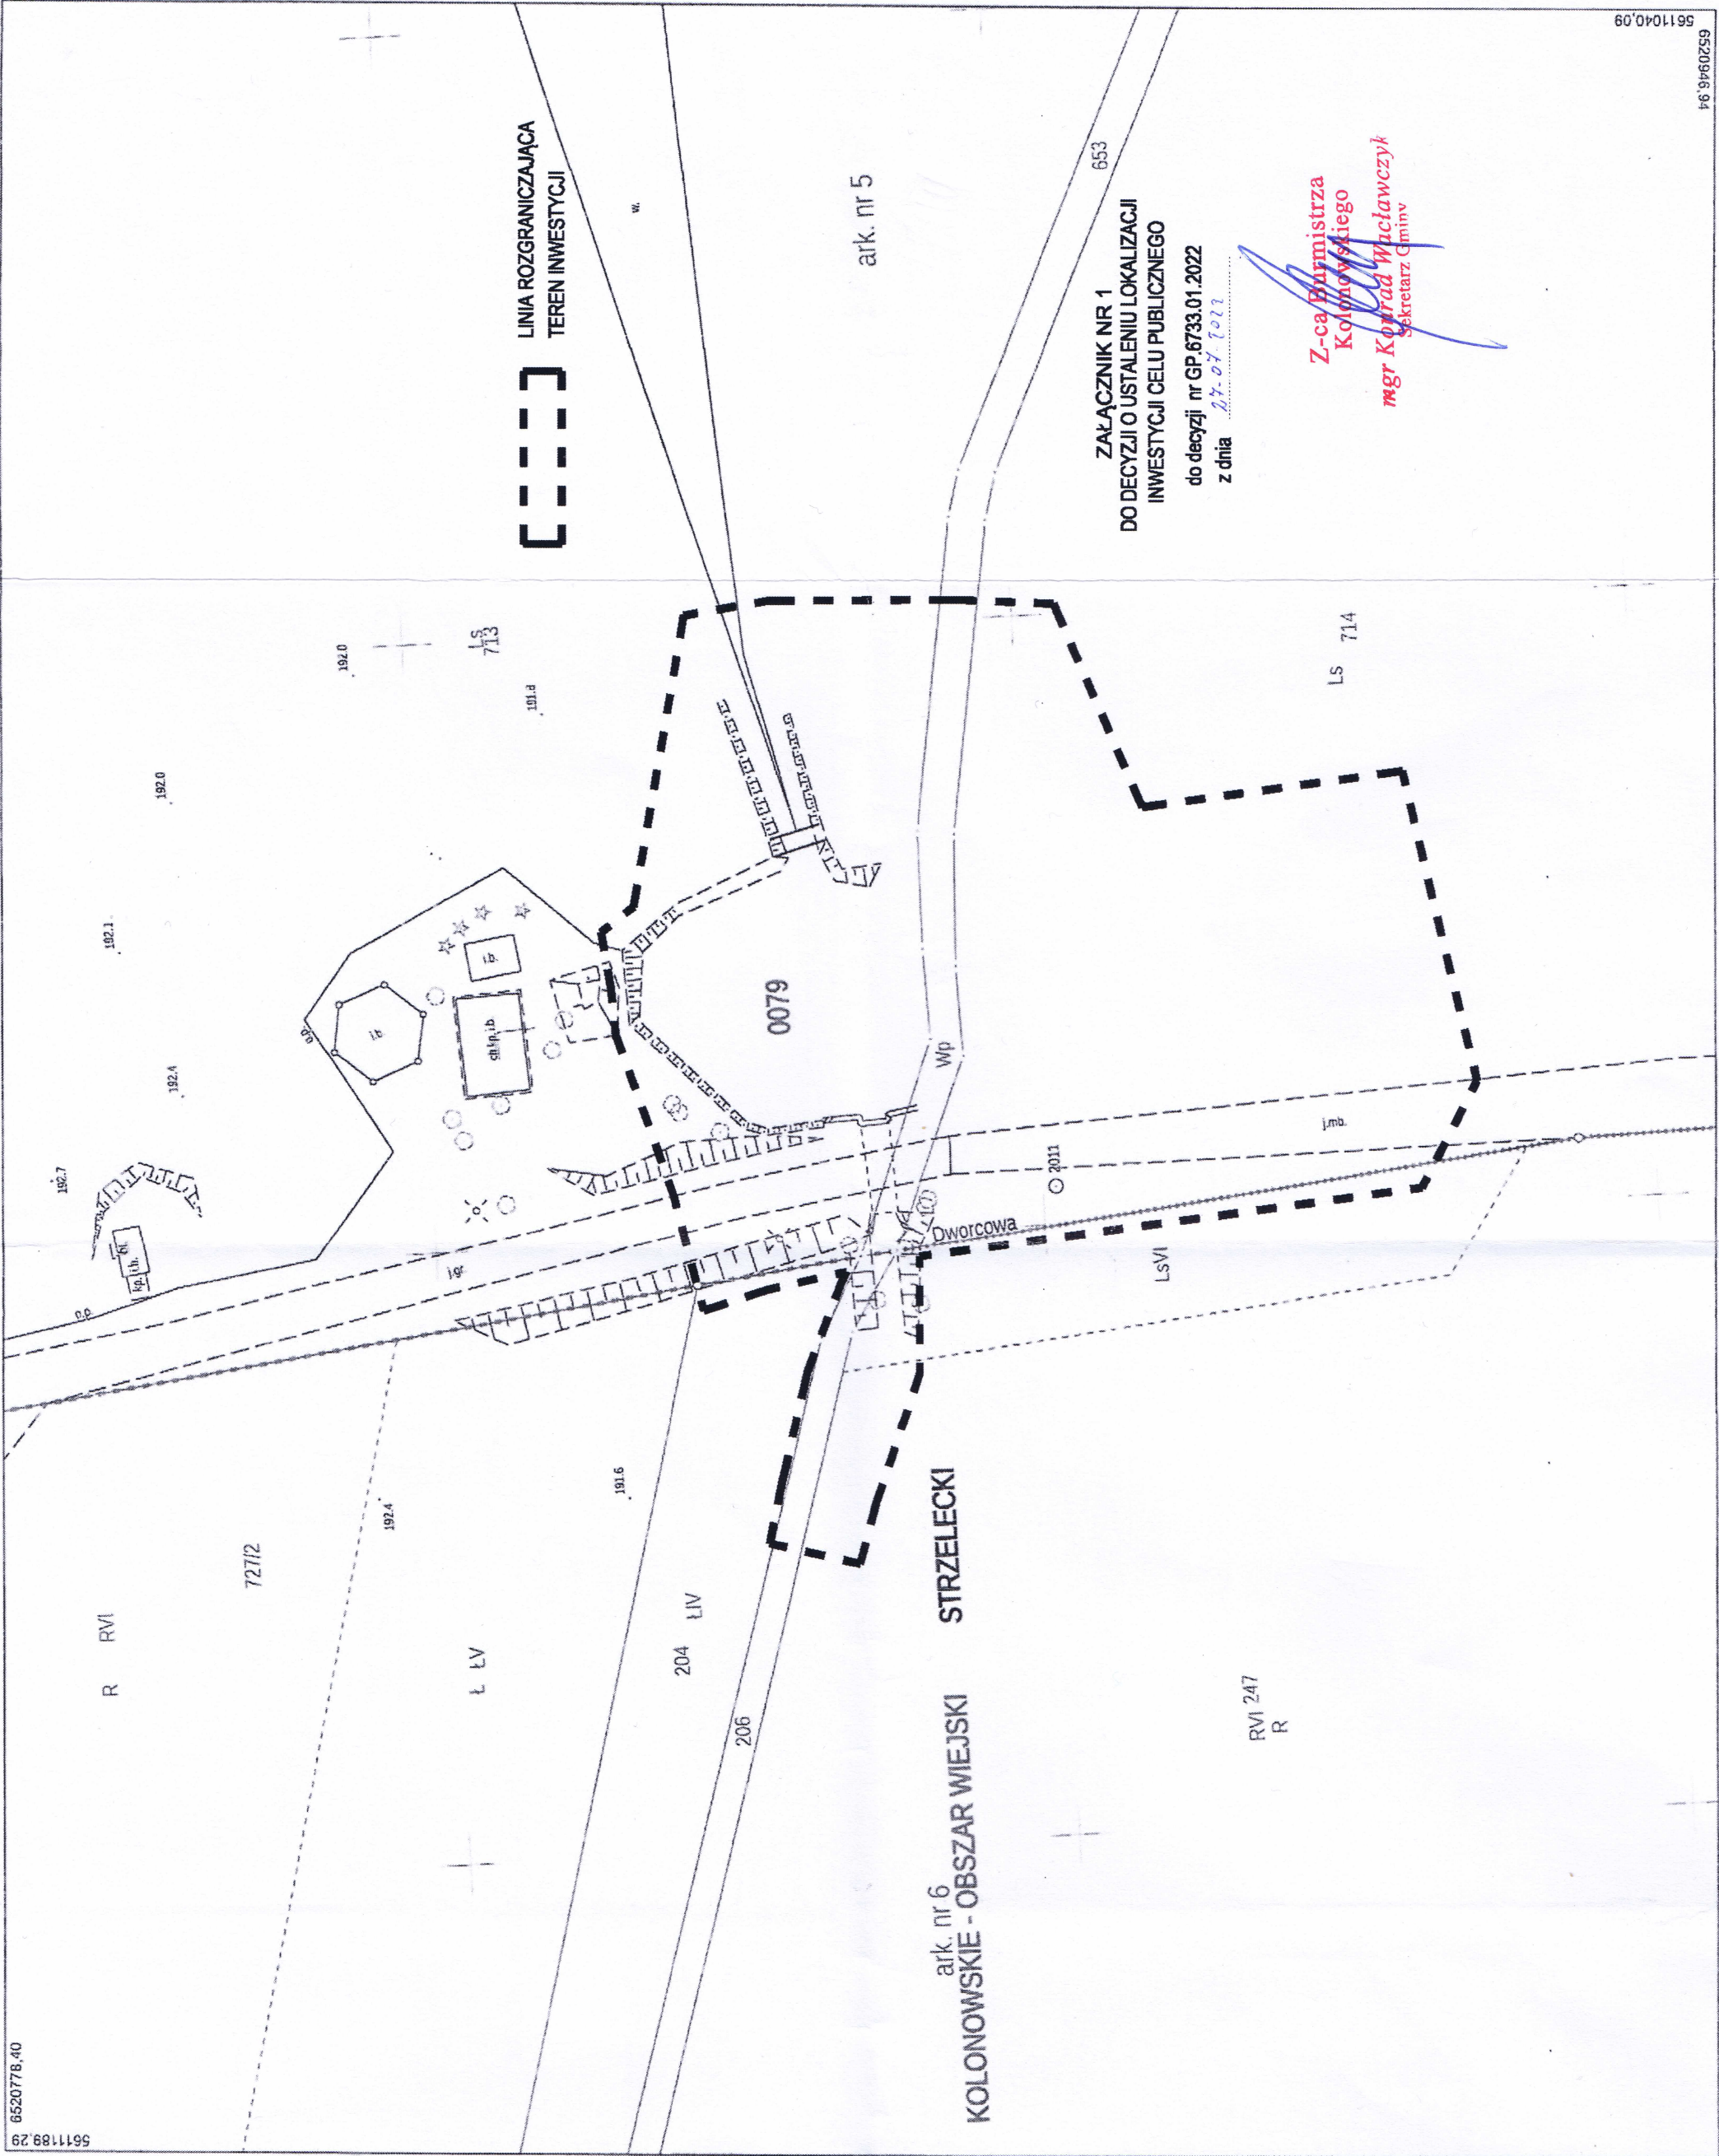 6520778,40
5611189,29
5611040,09
6520946,94
LINIA ROZGRANICZAJĄCA
TEREN INWESTYCJI
w.
ark. nr 5
653
ZAŁĄCZNIK NR 1
DO DECYZJI O USTALENIU LOKALIZACJI
INWESTYCJI CELU PUBLICZNEGO
do decyzji nr GP.6733.01.2022
z dnia 27-07-2022
Z-ca Burmistrza
Kolonowskiego
mgr Konrad Wacławczyk
Sekretarz Gminy
192.0
Ls
713
191.8
192.0
192.1
192.4
192.7
0079
Wp
Ls
714
2011
Dworcowa
LsVI
kp. i.b.
192.4
191.6
727/2
R RVI
Ł ŁV
204 ŁIV
206
STRZELECKI
ark. nr 6
KOLONOWSKIE - OBSZAR WIEJSKI
RVI 247
R